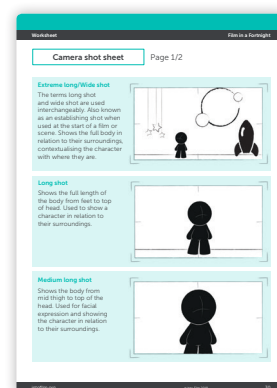 Worksheet
Film in a Fortnight
Camera shot sheet
Page 1/2
Extreme long/Wide shot
The terms long shot
and wide shot are used
interchangeably. Also known
as an establishing shot when
used at the start of a film or
scene. Shows the full body in
relation to their surroundings,
contextualising the character
with where they are.
Long shot
Shows the full length of
the body from feet to top
of head. Used to show a
character in relation to
their surroundings.
Medium long shot
Shows the body from
mid thigh to top of the
head. Used for facial
expression and showing
the character in relation
to their surroundings.